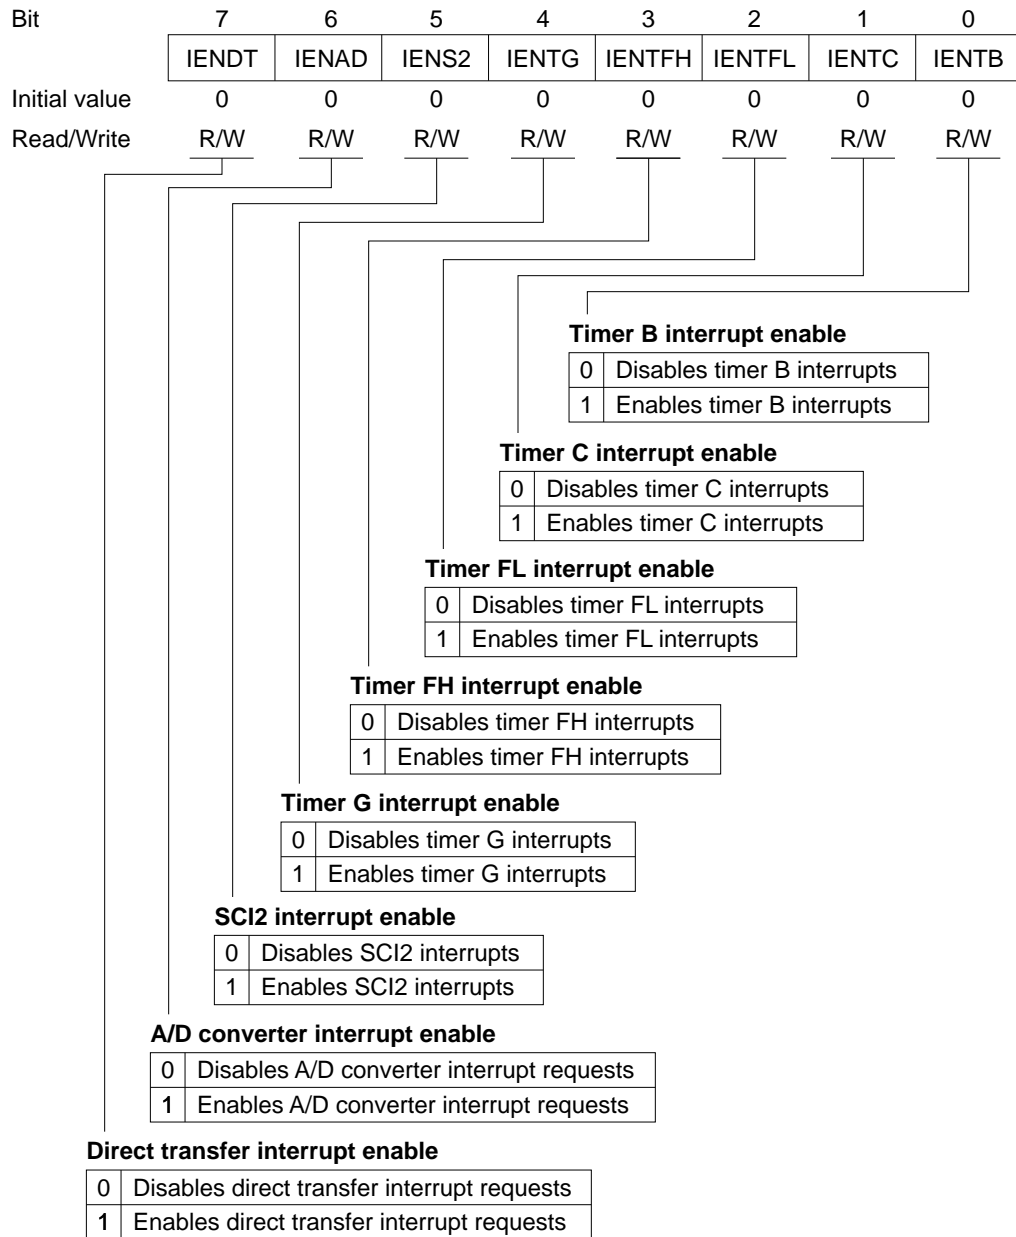 Bit 7 6 5 4 3 2 1 0
IENDT IENAD IENS2 IENTG IENTFH IENTFL IENTC IENTB
Initial value 0 0 0 0 0 0 0 0
Read/Write R/W R/W R/W R/W R/W R/W R/W R/W
Timer B interrupt enable
0 Disables timer B interrupts
1 Enables timer B interrupts
Timer C interrupt enable
0 Disables timer C interrupts
1 Enables timer C interrupts
Timer FL interrupt enable
0 Disables timer FL interrupts
1 Enables timer FL interrupts
Timer FH interrupt enable
0 Disables timer FH interrupts
1 Enables timer FH interrupts
Timer G interrupt enable
0 Disables timer G interrupts
1 Enables timer G interrupts
SCI2 interrupt enable
0 Disables SCI2 interrupts
1 Enables SCI2 interrupts
A/D converter interrupt enable
0 Disables A/D converter interrupt requests
1 Enables A/D converter interrupt requests
Direct transfer interrupt enable
0 Disables direct transfer interrupt requests
1 Enables direct transfer interrupt requests